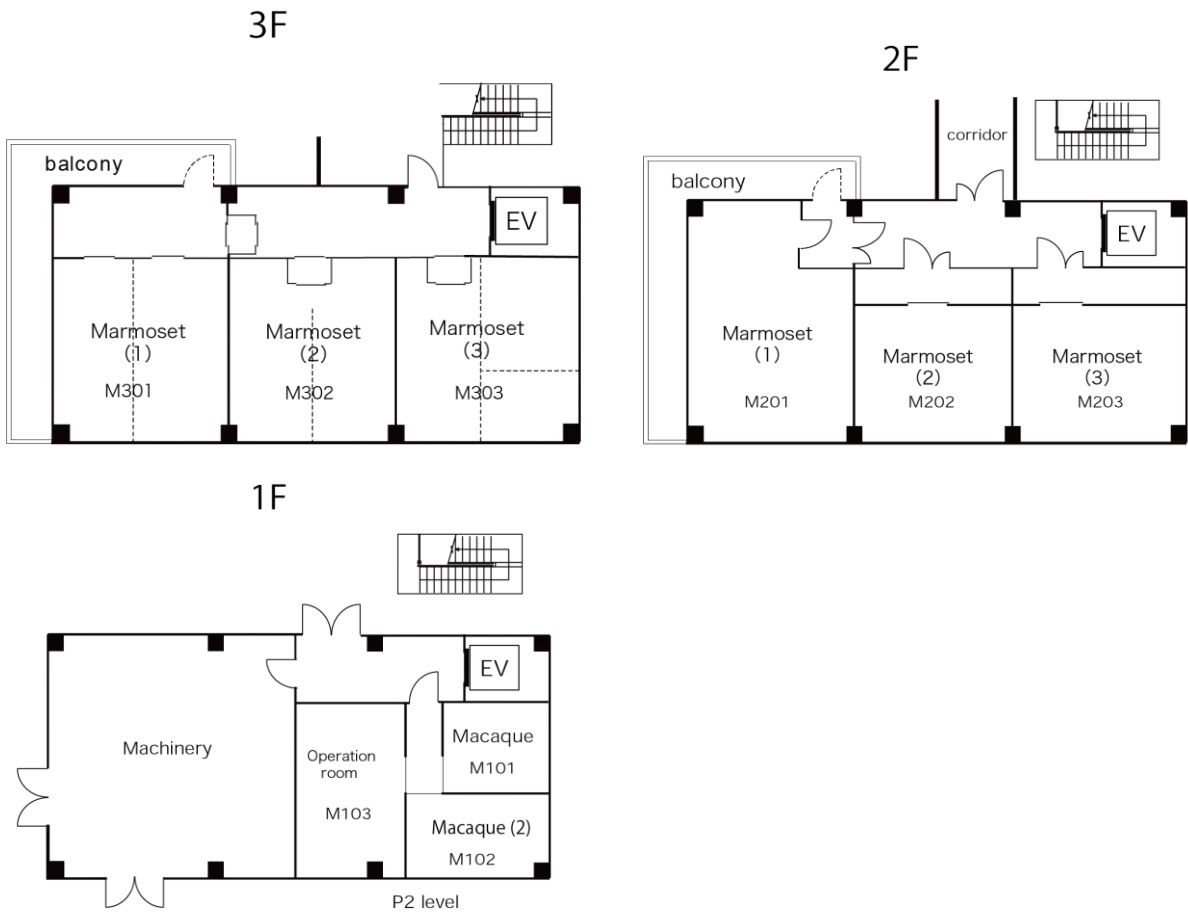 3F
balcony
EV
Marmoset
(1)
M301
Marmoset
(2)
M302
Marmoset
(3)
M303
2F
corridor
balcony
EV
Marmoset
(1)
M201
Marmoset
(2)
M202
Marmoset
(3)
M203
1F
EV
Machinery
Operation
room
M103
Macaque
M101
Macaque (2)
M102
P2 level